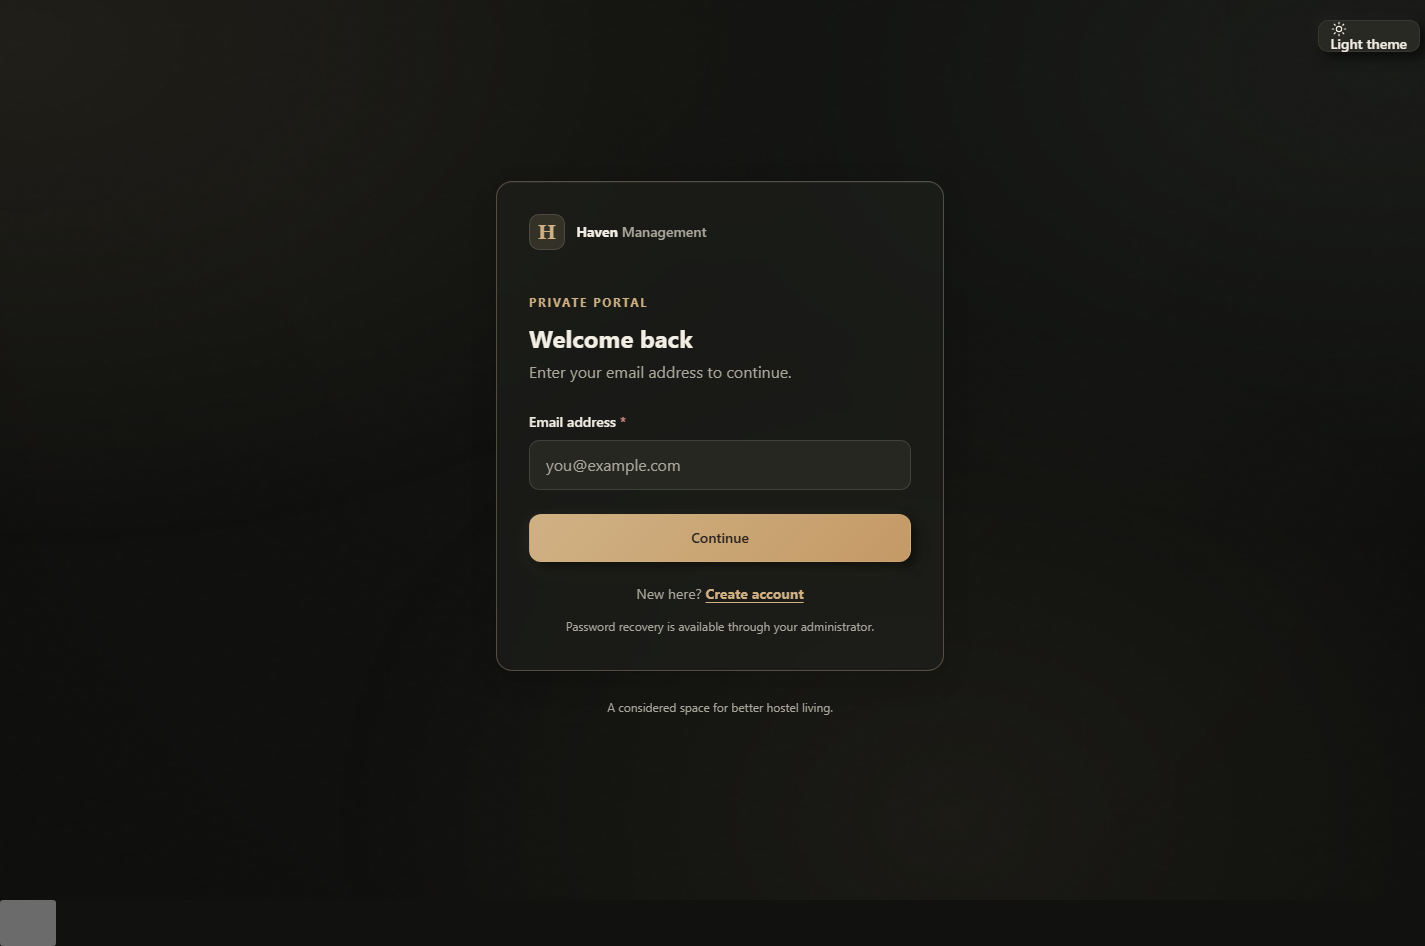 Light theme
H
Haven Management
PRIVATE PORTAL
Welcome back
Enter your email address to continue.
Email address *
you@example.com
Continue
New here? Create account
Password recovery is available through your administrator.
A considered space for better hostel living.